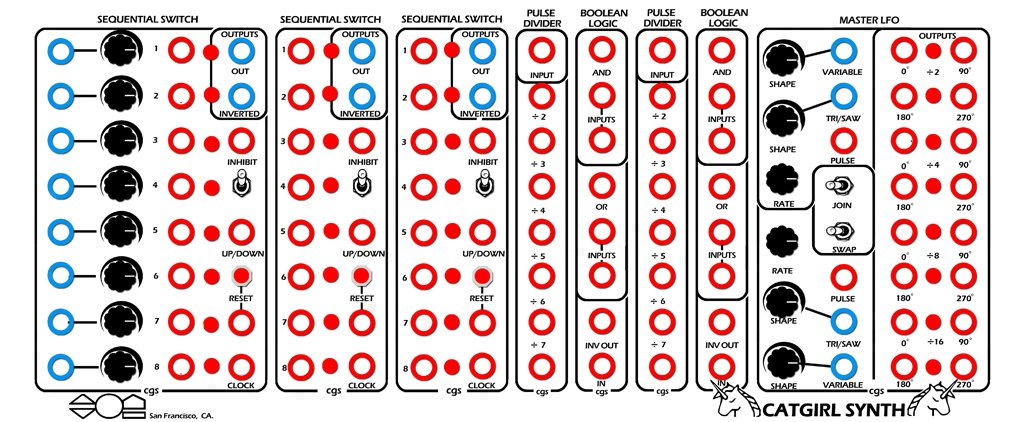 SEQUENTIAL SWITCH
1
OUTPUTS
OUT
2
INVERTED
3
INHIBIT
4
5
UP/DOWN
6
RESET
7
8
CLOCK
cgs
SEQUENTIAL SWITCH
1
OUTPUTS
OUT
2
INVERTED
3
INHIBIT
4
5
UP/DOWN
6
RESET
7
8
CLOCK
cgs
SEQUENTIAL SWITCH
1
OUTPUTS
OUT
2
INVERTED
3
INHIBIT
4
5
UP/DOWN
6
RESET
7
8
CLOCK
cgs
PULSE
DIVIDER
INPUT
÷ 2
÷ 3
÷ 4
÷ 5
÷ 6
÷ 7
cgs
BOOLEAN
LOGIC
AND
INPUTS
OR
INPUTS
INV OUT
IN
cgs
PULSE
DIVIDER
INPUT
÷ 2
÷ 3
÷ 4
÷ 5
÷ 6
÷ 7
cgs
BOOLEAN
LOGIC
AND
INPUTS
OR
INPUTS
INV OUT
IN
MASTER LFO
SHAPE
VARIABLE
SHAPE
TRI/SAW
PULSE
RATE
JOIN
SWAP
RATE
PULSE
SHAPE
TRI/SAW
SHAPE
VARIABLE
OUTPUTS
0° ÷2 90°
180° 270°
0° ÷4 90°
180° 270°
0° ÷8 90°
180° 270°
0° ÷16 90°
180° 270°
cgs
San Francisco, CA.
CATGIRL SYNTH